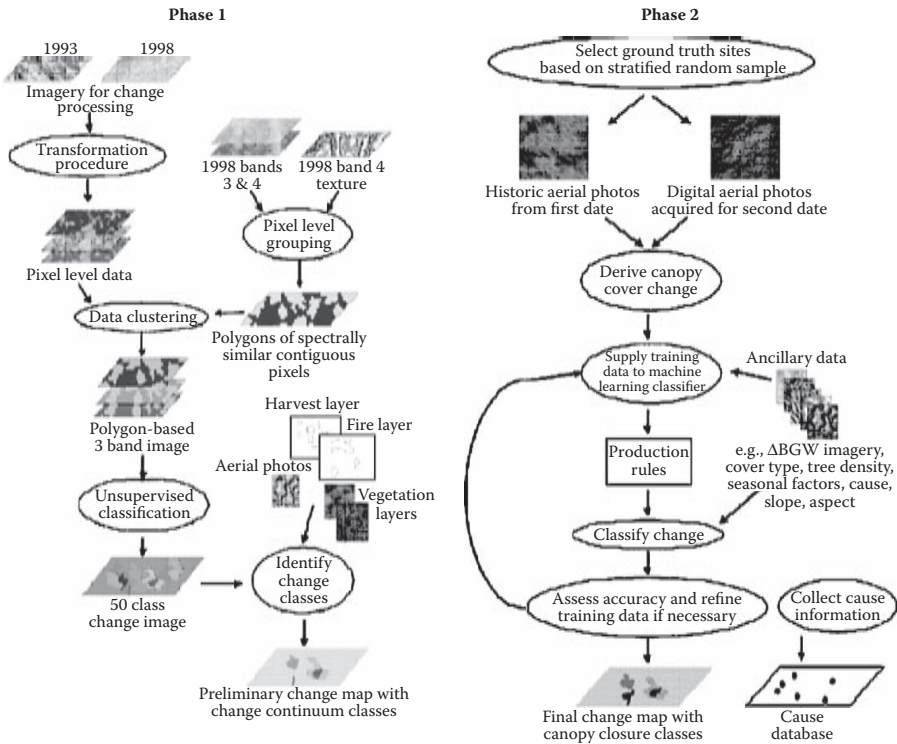 Phase 1
1993
1998
Imagery for change
processing
Transformation
procedure
Pixel level data
1998 bands
3 & 4
1998 band 4
texture
Pixel level
grouping
Data clustering
Polygons of spectrally
similar contiguous
pixels
Polygon-based
3 band image
Harvest layer
Fire layer
Aerial photos
Vegetation
layers
Unsupervised
classification
50 class
change image
Identify
change
classes
Preliminary change map with
change continuum classes
Phase 2
Select ground truth sites
based on stratified random sample
Historic aerial photos
from first date
Digital aerial photos
acquired for second date
Derive canopy
cover change
Supply training
data to machine
learning classifier
Ancillary data
e.g., ΔBGW imagery,
cover type, tree density,
seasonal factors, cause,
slope, aspect
Production
rules
Classify change
Assess accuracy and refine
training data if necessary
Collect cause
information
Final change map with
canopy closure classes
Cause
database